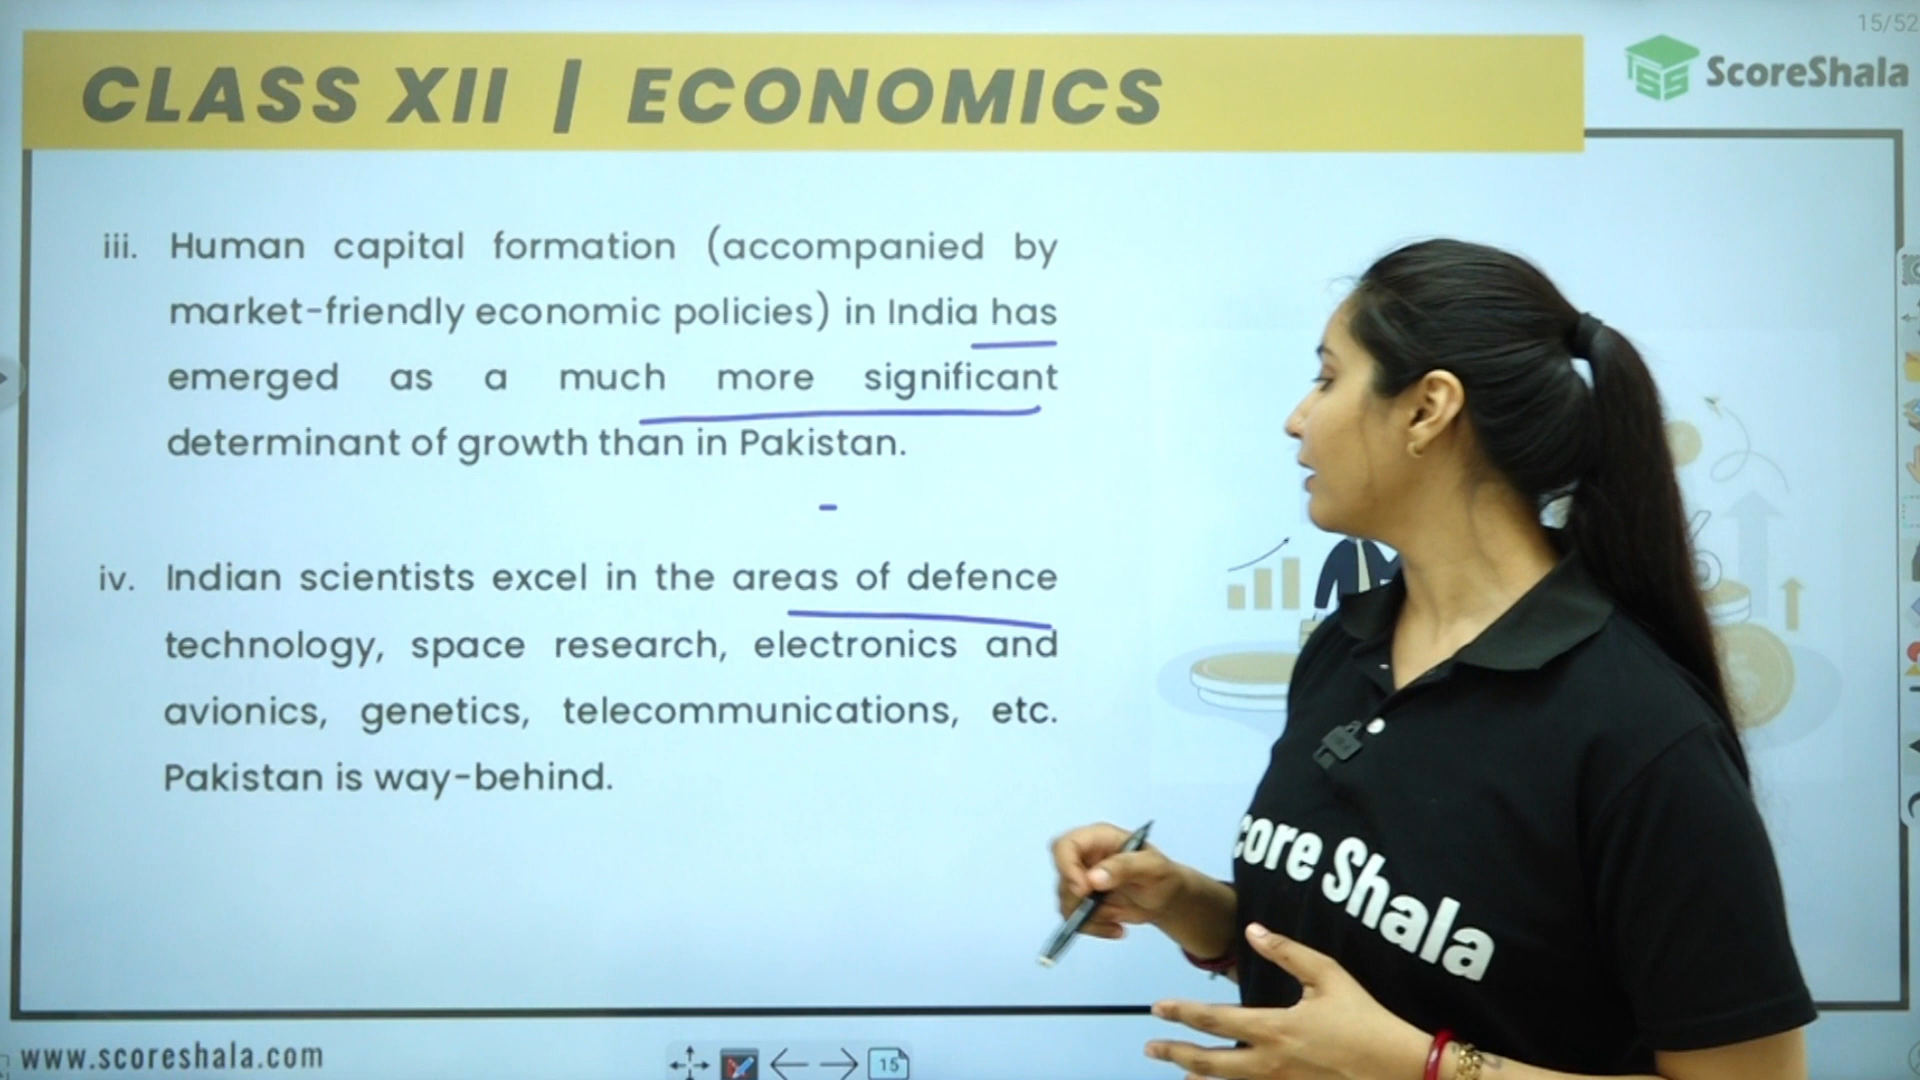 15/52
CLASS XII | ECONOMICS
ScoreShala
iii. Human capital formation (accompanied by
market-friendly economic policies) in India has
emerged as a much more significant
determinant of growth than in Pakistan.
iv. Indian scientists excel in the areas of defence
technology, space research, electronics and
avionics, genetics, telecommunications, etc.
Pakistan is way-behind.
core Shala
www.scoreshala.com
15